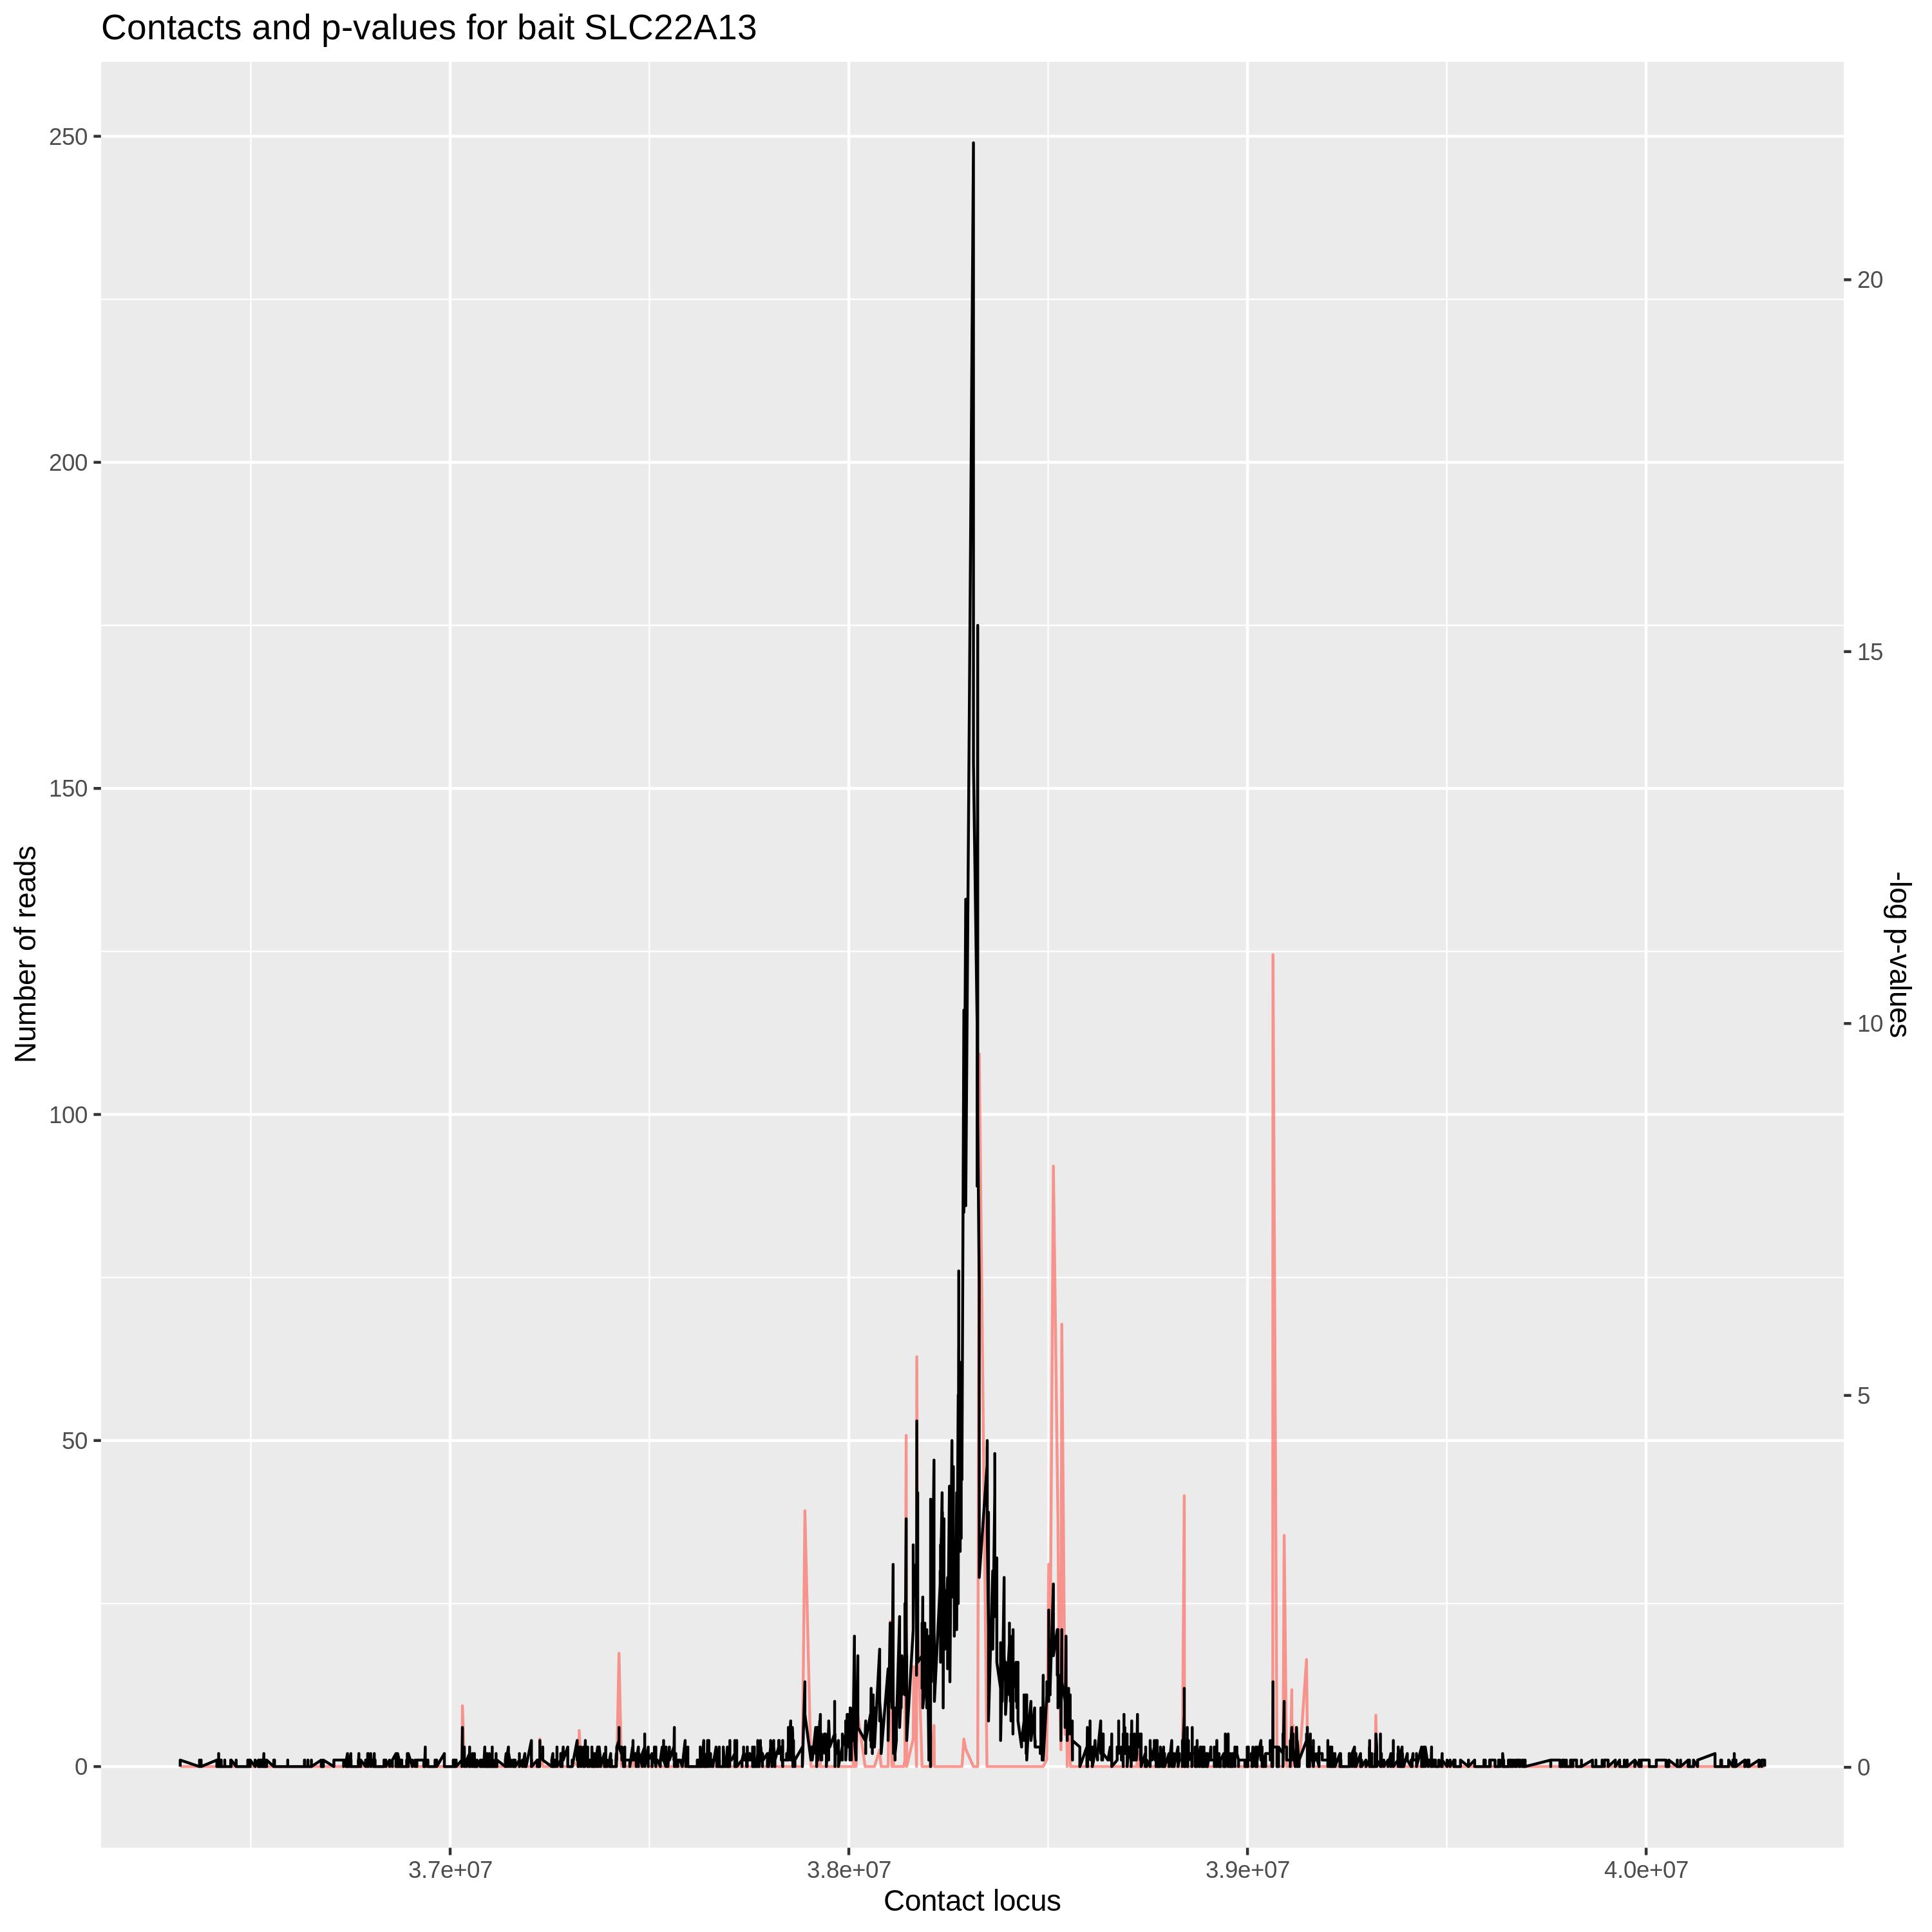 Contacts and p-values for bait SLC22A13
250
200
150
100
50
0
Number of reads
20
15
10
5
0
-log p-values
3.7e+07
3.8e+07
3.9e+07
4.0e+07
Contact locus